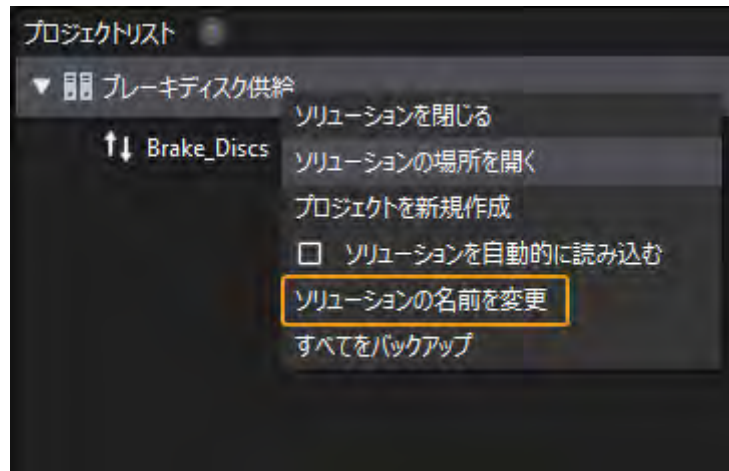 プロジェクトリスト
ブレーキディスク供給
Brake_Discs
ソリューションを閉じる
ソリューションの場所を開く
プロジェクトを新規作成
ソリューションを自動的に読み込む
ソリューションの名前を変更
すべてをバックアップ